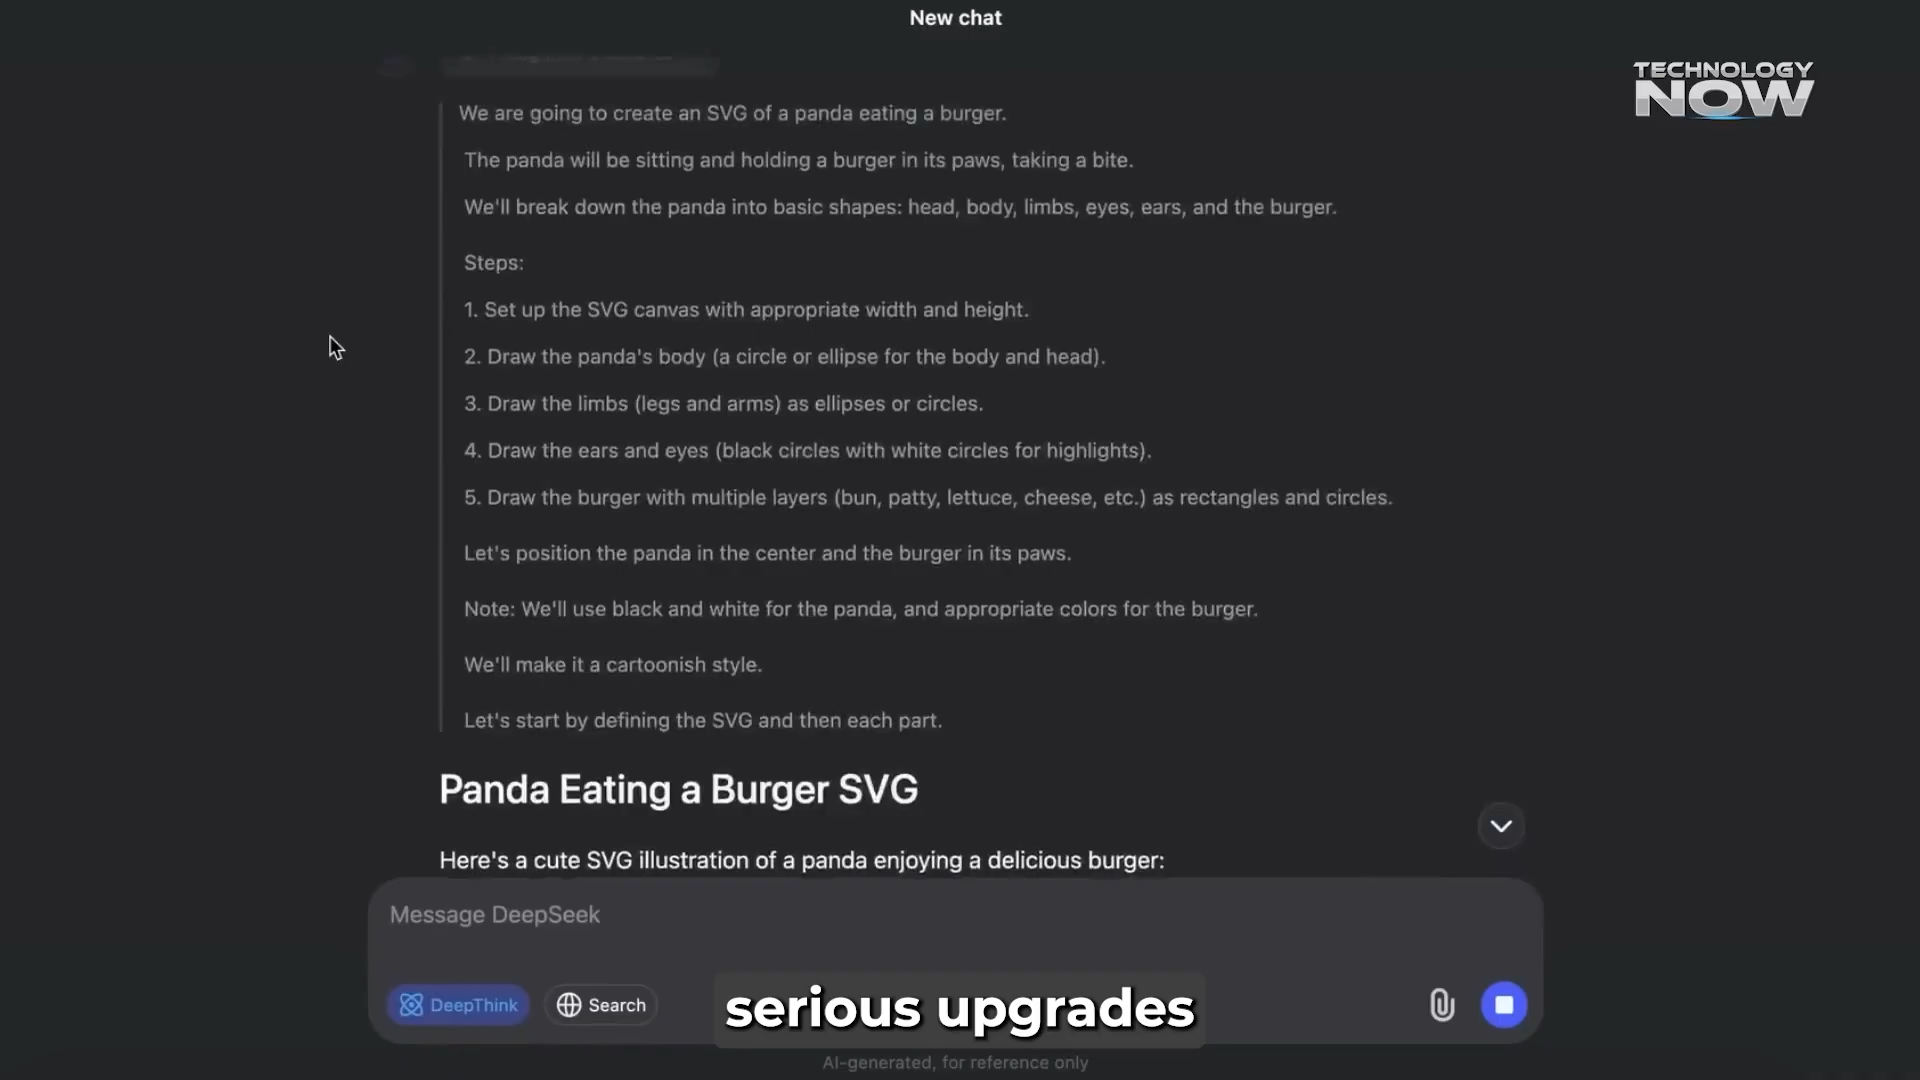 New chat
TECHNOLOGY
NOW
We are going to create an SVG of a panda eating a burger.
The panda will be sitting and holding a burger in its paws, taking a bite.
We'll break down the panda into basic shapes: head, body, limbs, eyes, ears, and the burger.
Steps:
1. Set up the SVG canvas with appropriate width and height.
2. Draw the panda's body (a circle or ellipse for the body and head).
3. Draw the limbs (legs and arms) as ellipses or circles.
4. Draw the ears and eyes (black circles with white circles for highlights).
5. Draw the burger with multiple layers (bun, patty, lettuce, cheese, etc.) as rectangles and circles.
Let's position the panda in the center and the burger in its paws.
Note: We'll use black and white for the panda, and appropriate colors for the burger.
We'll make it a cartoonish style.
Let's start by defining the SVG and then each part.
Panda Eating a Burger SVG
Here's a cute SVG illustration of a panda enjoying a delicious burger:
Message DeepSeek
DeepThink
Search
serious upgrades
AI-generated, for reference only